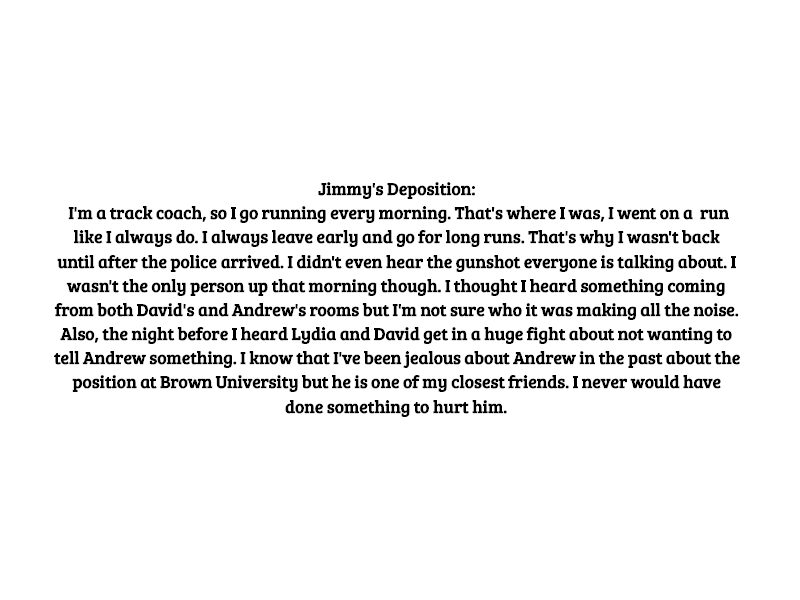 Jimmy's Deposition:
I'm a track coach, so I go running every morning. That's where I was, I went on a  run
like I always do. I always leave early and go for long runs. That's why I wasn't back
until after the police arrived. I didn't even hear the gunshot everyone is talking about. I
wasn't the only person up that morning though. I thought I heard something coming
from both David's and Andrew's rooms but I'm not sure who it was making all the noise.
Also, the night before I heard Lydia and David get in a huge fight about not wanting to
tell Andrew something. I know that I've been jealous about Andrew in the past about the
position at Brown University but he is one of my closest friends. I never would have
done something to hurt him.